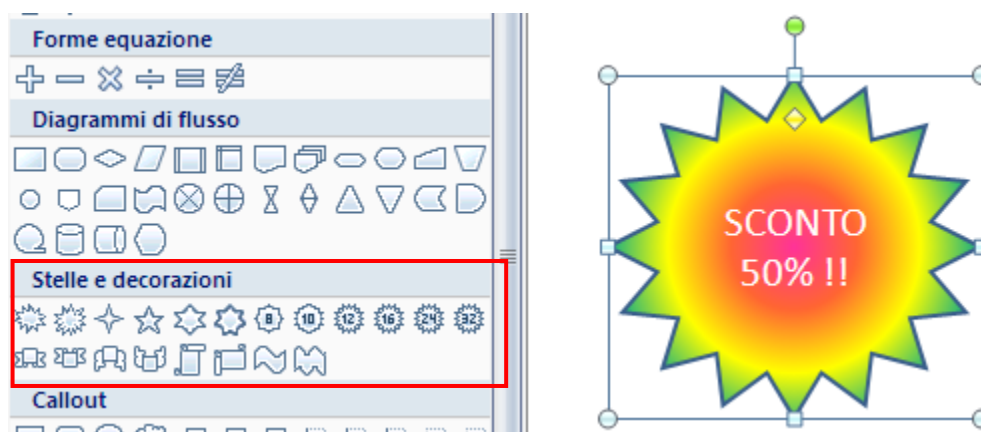 Forme equazione
Diagrammi di flusso
Stelle e decorazioni
8 10 12 16 24 32
Callout
SCONTO
50% !!